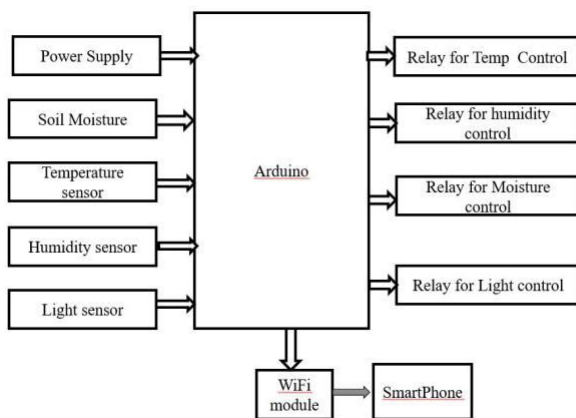 Power Supply
Soil Moisture
Temperature
sensor
Humidity sensor
Light sensor
Arduino
Relay for Temp Control
Relay for humidity
control
Relay for Moisture
control
Relay for Light control
WiFi
module
SmartPhone